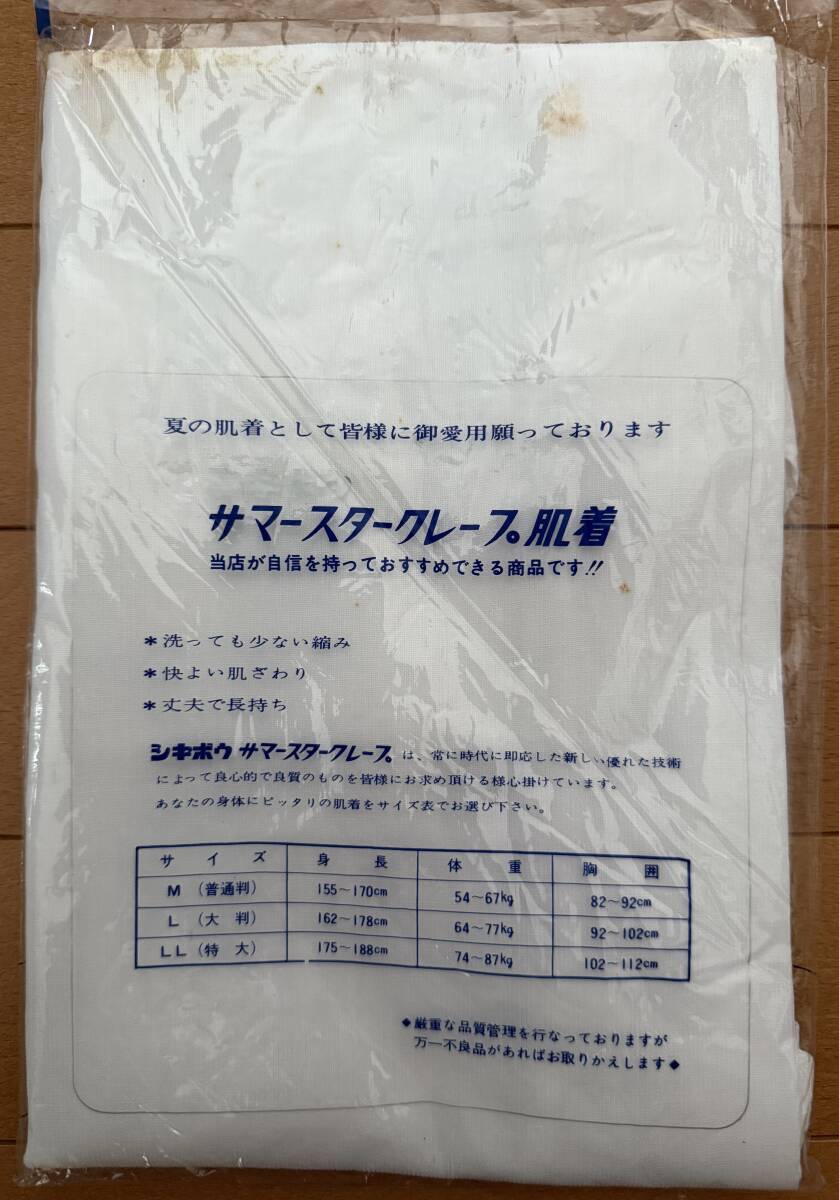 夏の肌着として皆様に御愛用願っております
サマースタークレープ肌着
当店が自信を持っておすすめできる商品です!!
*洗っても少ない縮み
*快よい肌ざわり
*丈夫で長持ち
シキボウ サマースタークレープは、常に時代に即応した新しい優れた技術
によって良心的で良質のものを皆様にお求め頂ける様心掛けています。
あなたの身体にピッタリの肌着をサイズ表でお選び下さい。
サイズ 身長 体重 胸囲
M(普通判) 155~170cm 54~67kg 82~92cm
L(大判) 162~178cm 64~77kg 92~102cm
LL(特大) 175~188cm 74~87kg 102~112cm
◆厳重な品質管理を行なっておりますが
万一不良品があればお取りかえします◆